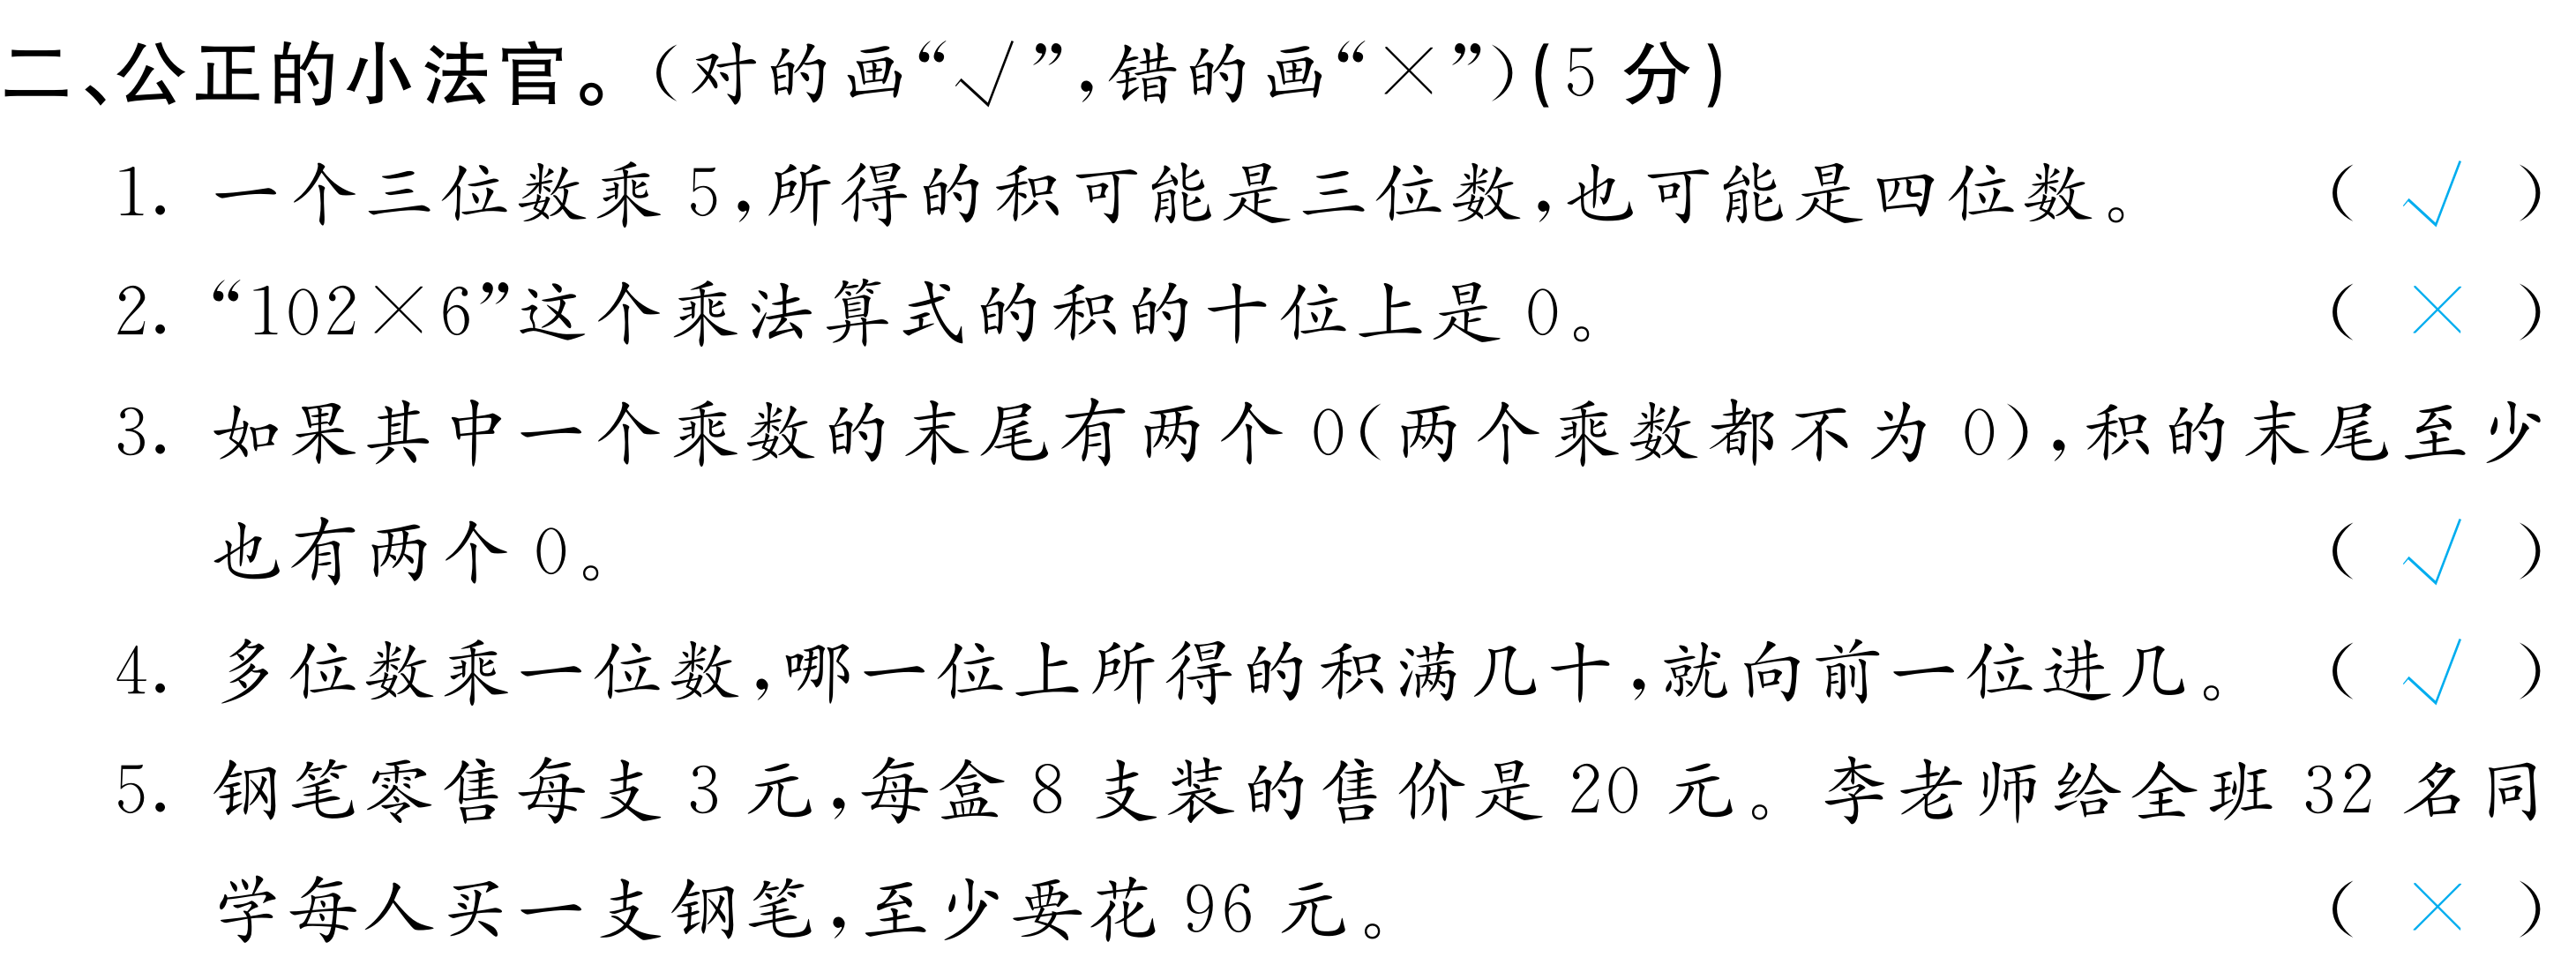 二、公正的小法官。(对的画“√”,错的画“×”)(5 分)
1. 一个三位数乘 5,所得的积可能是三位数,也可能是四位数。 ( √ )
2. “102×6”这个乘法算式的积的十位上是 0。 ( × )
3. 如果其中一个乘数的末尾有两个 0(两个乘数都不为 0),积的末尾至少
也有两个 0。 ( √ )
4. 多位数乘一位数,哪一位上所得的积满几十,就向前一位进几。 ( √ )
5. 钢笔零售每支 3 元,每盒 8 支装的售价是 20 元。李老师给全班 32 名同
学每人买一支钢笔,至少要花 96 元。 ( × )